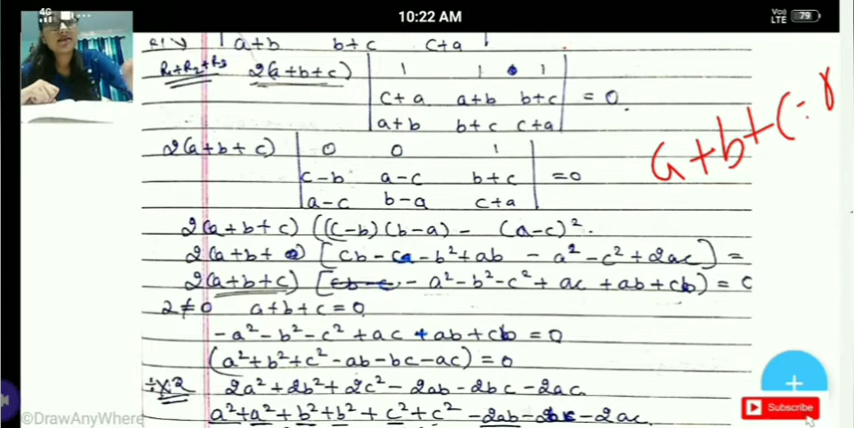 4G 10:22 AM Vo) LTE 79
a+b b+c c+a
R₁+R₂+R₃ 2(a+b+c) | 1 1 1 |
| c+a a+b b+c | = 0.
| a+b b+c c+a |
a+b+c=
2(a+b+c) | 0 0 1 |
| c-b a-c b+c | =0
| a-c b-a c+a |
2(a+b+c) ((c-b)(b-a) - (a-c)².
2(a+b+c) [cb-ca-b²+ab - a²-c²+2ac] =
2(a+b+c) [- a²-b²-c²+ ac +ab+cb) = 0
2≠0 a+b+c=0
-a²-b²-c²+ac +ab+cb=0
(a²+b²+c²-ab-bc-ac)=0
÷x2 2a²+2b²+2c²-2ab-2bc-2ac
a²+a²+b²+b²+c²+c² -2ab-2bc-2ac.
Subscribe
©DrawAnyWhere